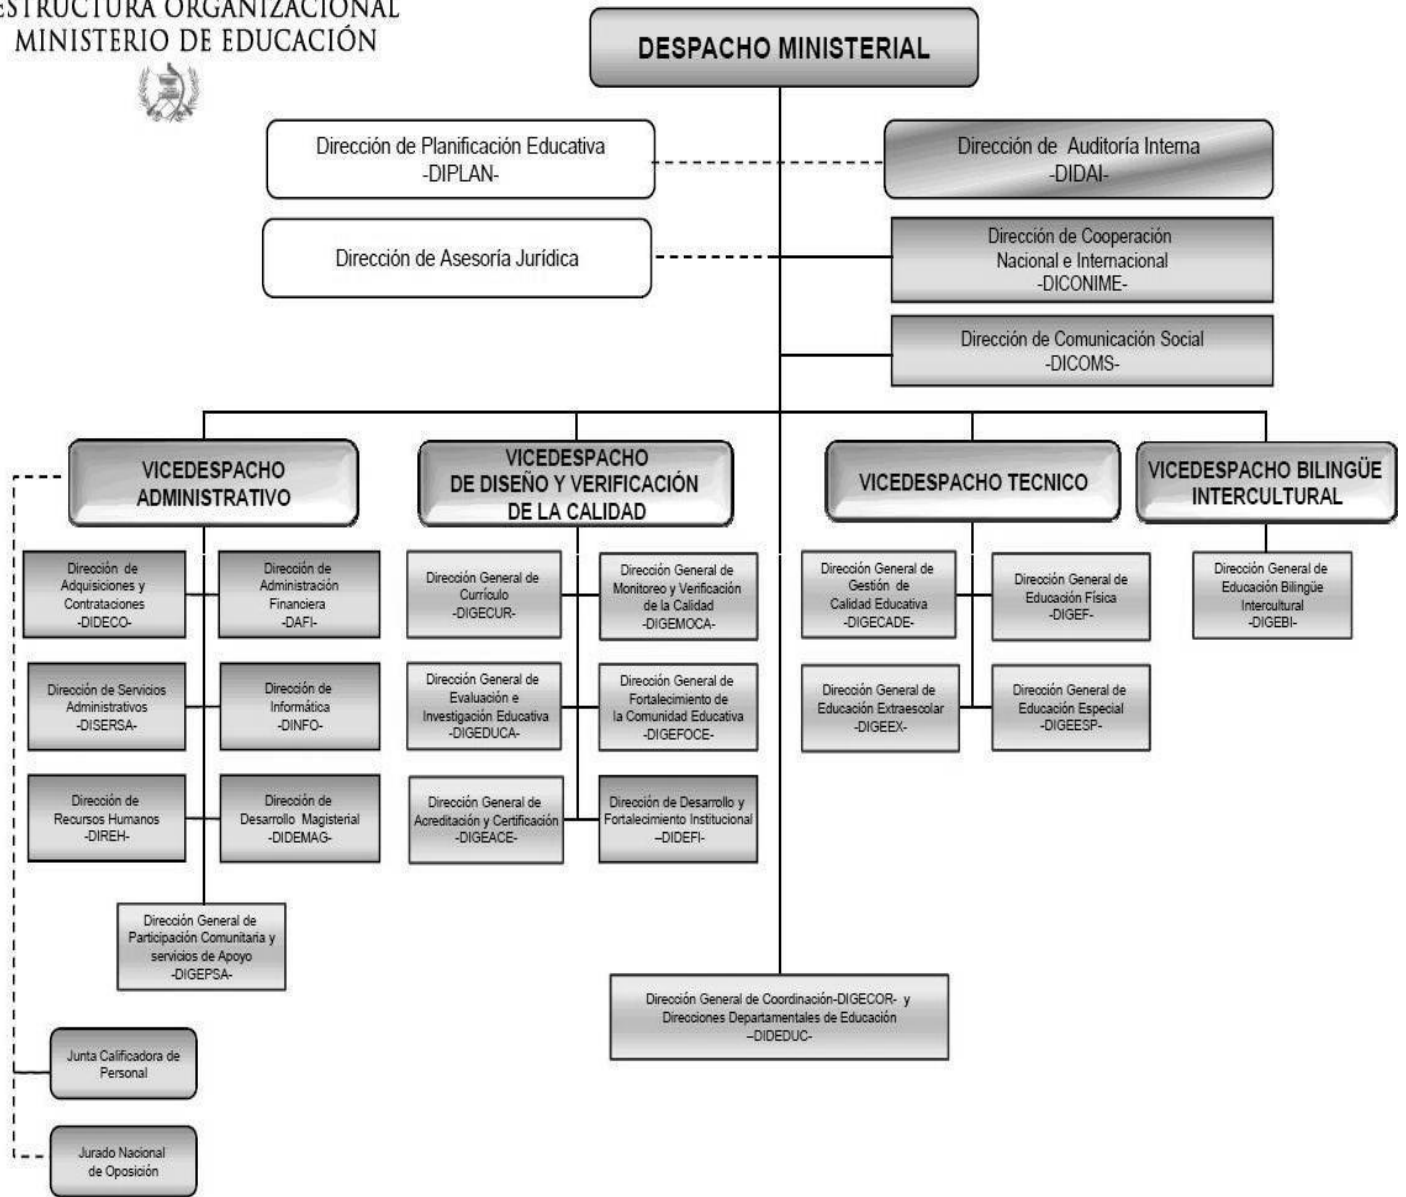 ESTRUCTURA ORGANIZACIONAL
MINISTERIO DE EDUCACIÓN
DESPACHO MINISTERIAL
Dirección de Planificación Educativa
-DIPLAN-
Dirección de Auditoría Interna
-DIDAI-
Dirección de Asesoría Jurídica
Dirección de Cooperación
Nacional e Internacional
-DICONIME-
Dirección de Comunicación Social
-DICOMS-
VICEDESPACHO
ADMINISTRATIVO
VICEDESPACHO
DE DISEÑO Y VERIFICACIÓN
DE LA CALIDAD
VICEDESPACHO TECNICO
VICEDESPACHO BILINGÜE
INTERCULTURAL
Dirección de
Adquisiciones y
Contrataciones
-DIDECO-
Dirección de
Administración
Financiera
-DAFI-
Dirección General de
Currículo
-DIGECUR-
Dirección General de
Monitoreo y Verificación
de la Calidad
-DIGEMOCA-
Dirección General de
Gestión de
Calidad Educativa
-DIGECADE-
Dirección General de
Educación Física
-DIGEF-
Dirección General de
Educación Bilingüe
Intercultural
-DIGEBI-
Dirección de Servicios
Administrativos
-DISERSA-
Dirección de
Informática
-DINFO-
Dirección General de
Evaluación e
Investigación Educativa
-DIGEDUCA-
Dirección General de
Fortalecimiento de
la Comunidad Educativa
-DIGEFOCE-
Dirección General de
Educación Extraescolar
-DIGEEX-
Dirección General de
Educación Especial
-DIGEESP-
Dirección de
Recursos Humanos
-DIREH-
Dirección de
Desarrollo Magisterial
-DIDEMAG-
Dirección General de
Acreditación y Certificación
-DIGEACE-
Dirección de Desarrollo y
Fortalecimiento Institucional
–DIDEFI-
Dirección General de
Participación Comunitaria y
servicios de Apoyo
-DIGEPSA-
Dirección General de Coordinación-DIGECOR- y
Direcciones Departamentales de Educación
–DIDEDUC-
Junta Calificadora de
Personal
Jurado Nacional
de Oposición